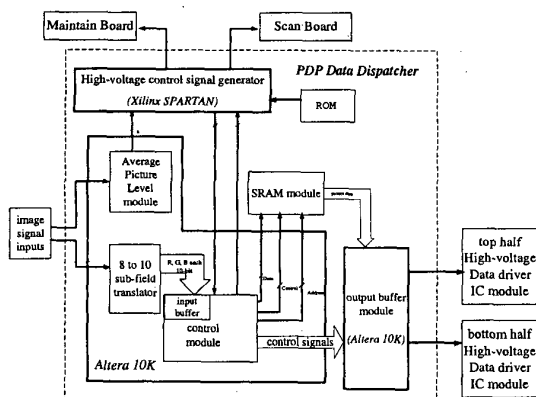 Maintain Board
Scan Board
PDP Data Dispatcher
High-voltage control signal generator
(Xilinx SPARTAN)
ROM
Average
Picture
Level module
SRAM module
image
signal
inputs
8 to 10
sub-field
translator
R, G, B each
10 bit
Data
Control
Address
input buffer
control
module
control signals
output buffer
module
(Altera 10K)
Altera 10K
top half
High-voltage
Data driver
IC module
bottom half
High-voltage
Data driver
IC module